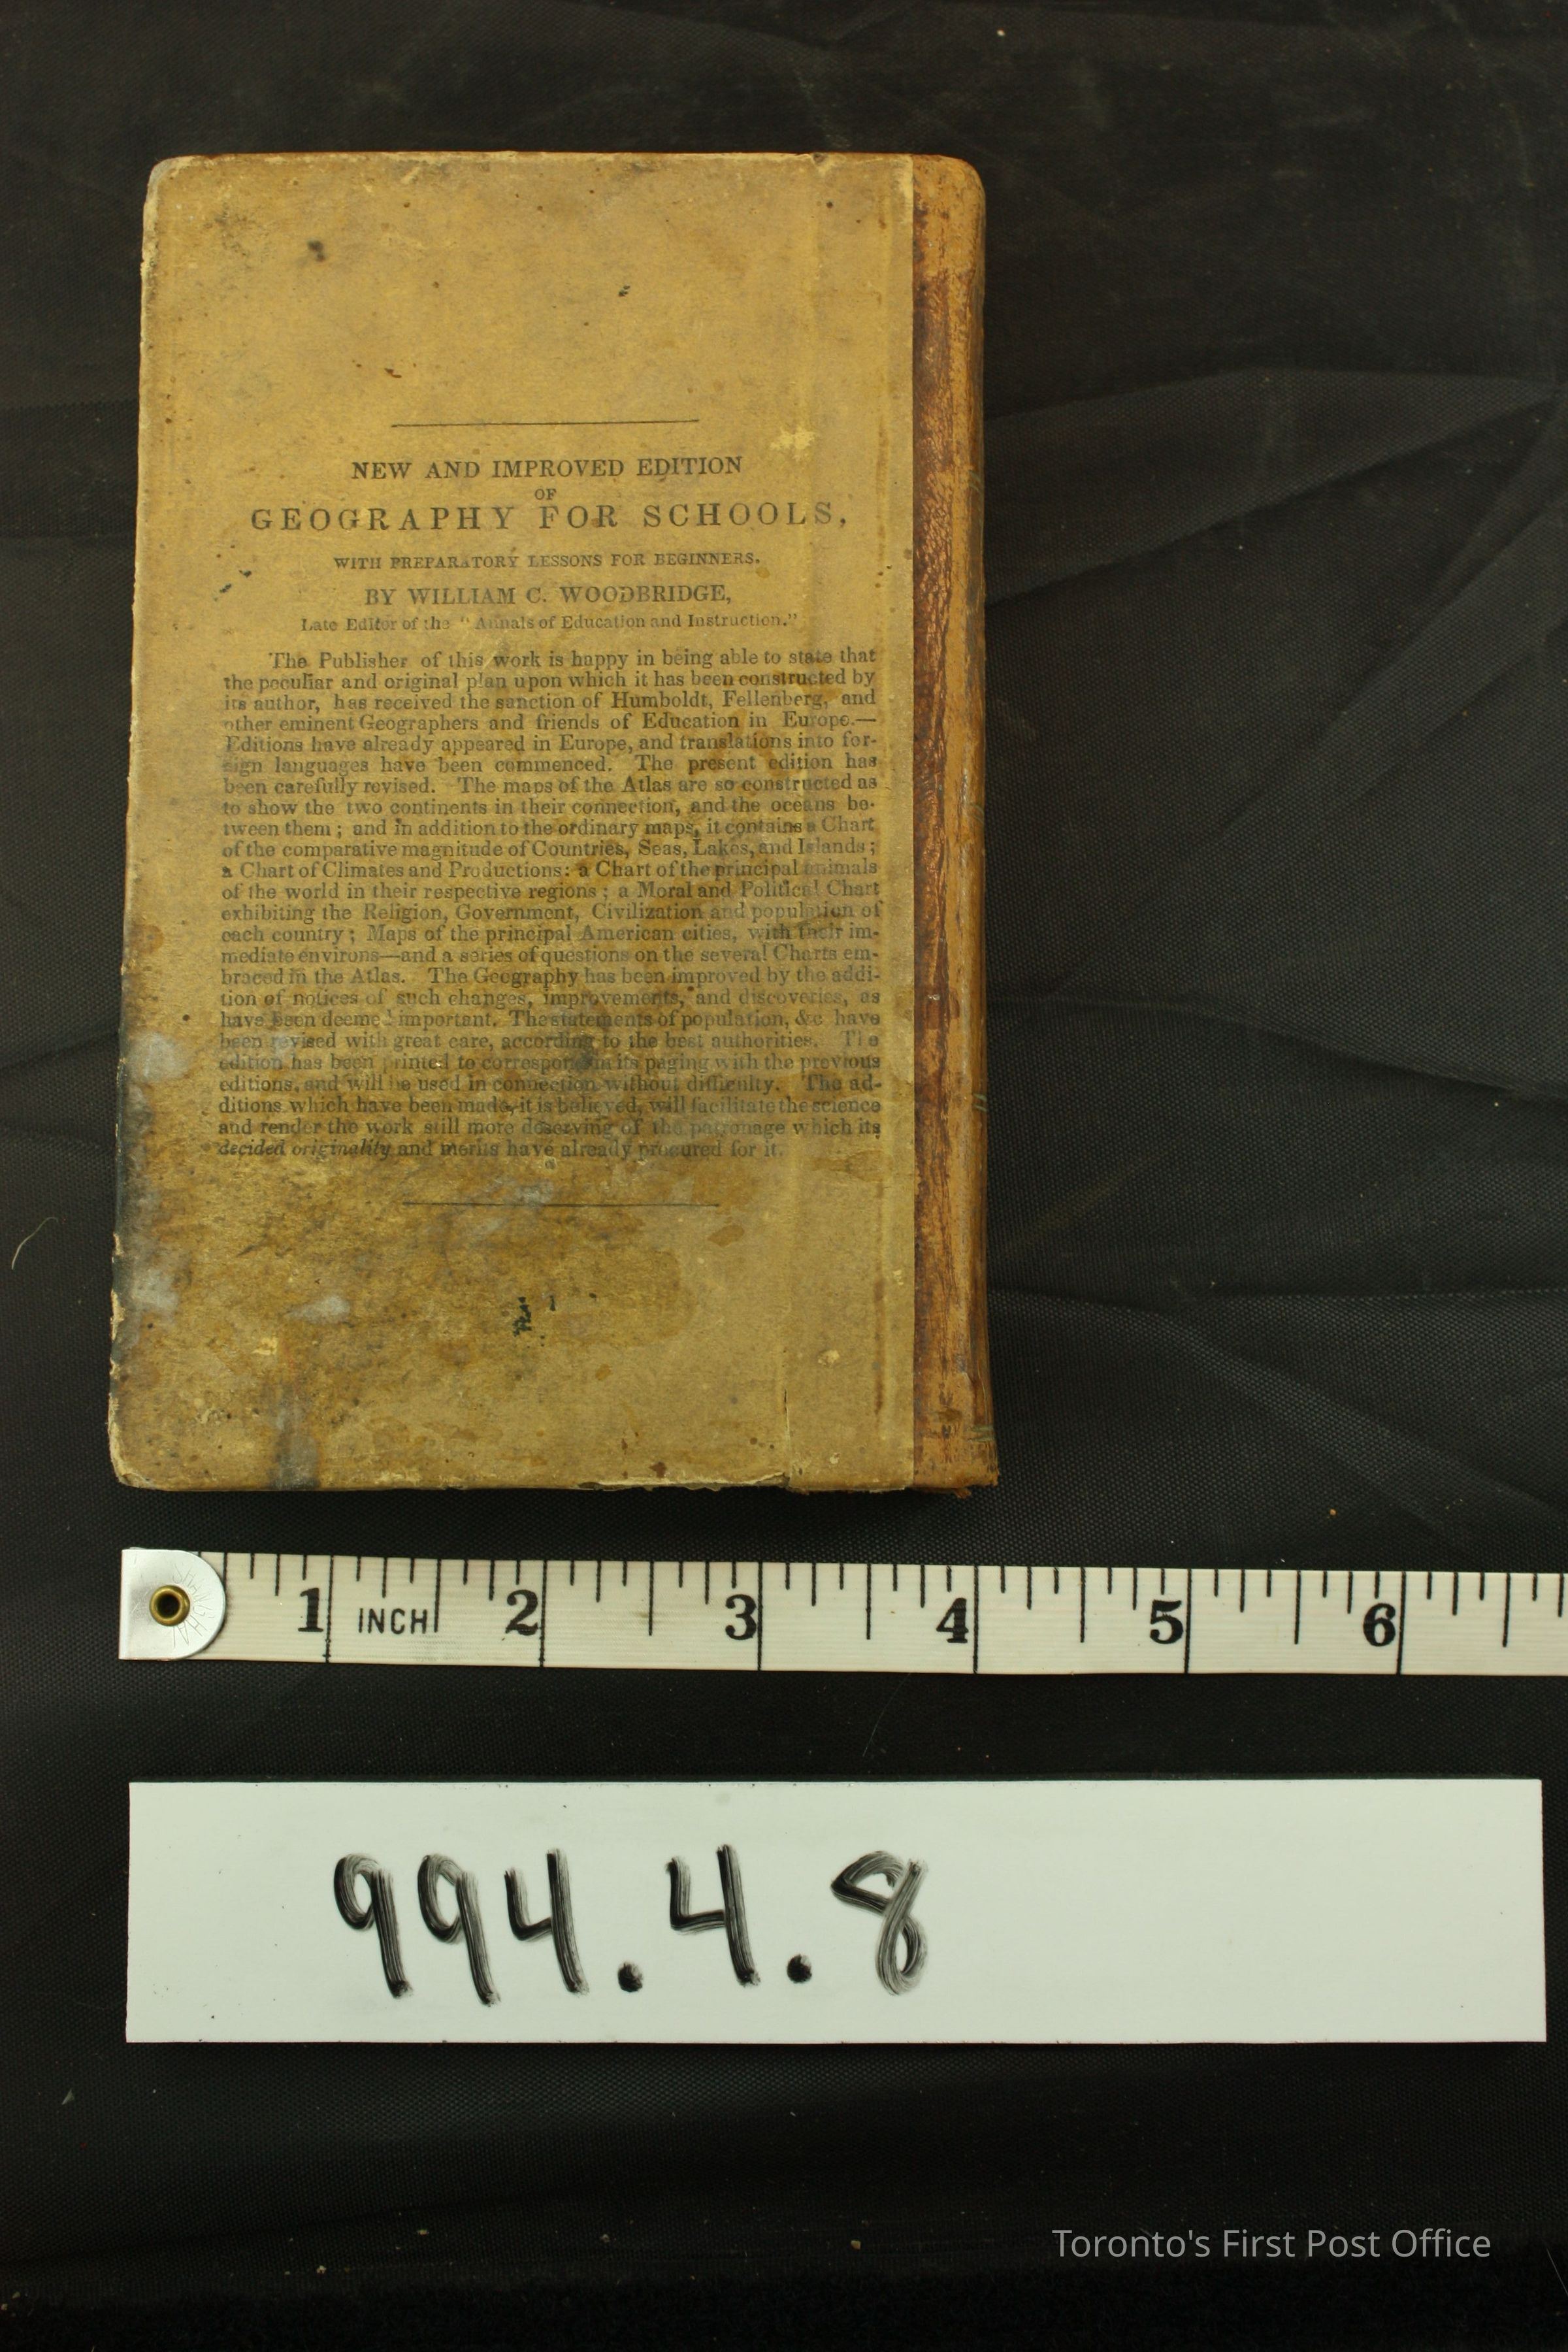 NEW AND IMPROVED EDITION
OF
GEOGRAPHY FOR SCHOOLS,
WITH PREPARATORY LESSONS FOR BEGINNERS.
BY WILLIAM C. WOODBRIDGE,
Late Editor of the "Annals of Education and Instruction."
The Publisher of this work is happy in being able to state that
the peculiar and original plan upon which it has been constructed by
its author, has received the sanction of Humboldt, Fellenberg, and
other eminent Geographers and friends of Education in Europe.—
Editions have already appeared in Europe, and translations into for-
eign languages have been commenced. The present edition has
been carefully revised. The maps of the Atlas are so constructed as
to show the two continents in their connection, and the oceans be-
tween them; and in addition to the ordinary maps, it contains a Chart
of the comparative magnitude of Countries, Seas, Lakes, and Islands;
a Chart of Climates and Productions: a Chart of the principal animals
of the world in their respective regions; a Moral and Political Chart
exhibiting the Religion, Government, Civilization and population of
each country; Maps of the principal American cities, with their im-
mediate environs—and a series of questions on the several Charts em-
braced in the Atlas. The Geography has been improved by the addi-
tion of notices of such changes, improvements, and discoveries, as
have been deemed important. The statements of population, &c have
been revised with great care, according to the best authorities. The
edition has been printed to correspond in its paging with the previous
editions, and will be used in connection without difficulty. The ad-
ditions which have been made, it is believed, will facilitate the science
and render the work still more deserving of the patronage which its
decided originality and merits have already procured for it.
1 INCH 2 3 4 5 6
SHANGHAI
994.4.8
Toronto's First Post Office